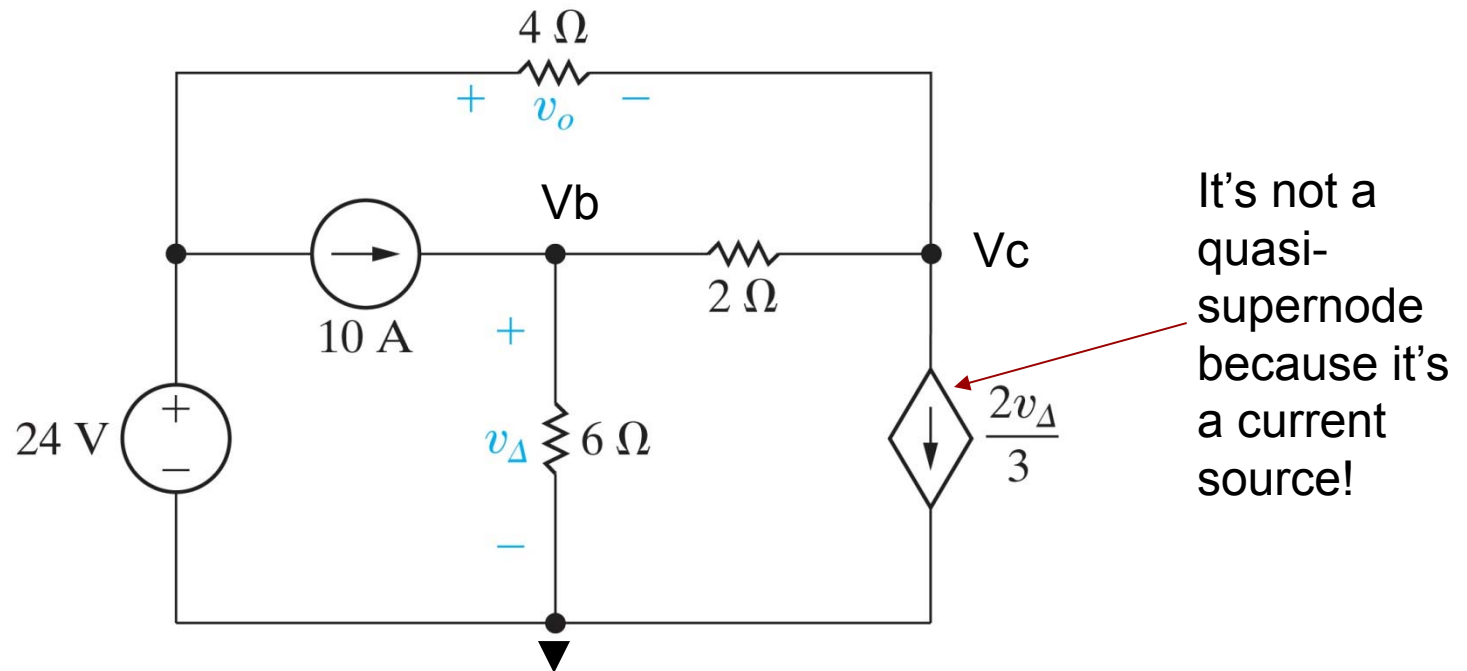 4 Ω
+ v_o −
Vb
Vc
10 A
2 Ω
+
24 V
+
−
v_Δ
6 Ω
−
2v_Δ
3
It’s not a
quasi-
supernode
because it’s
a current
source!